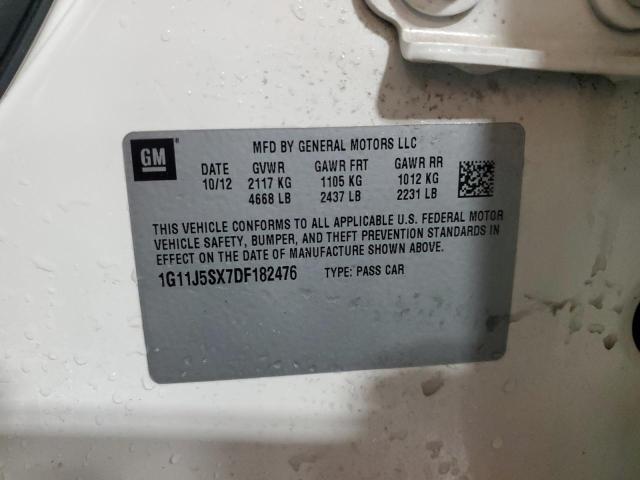 GM
MFD BY GENERAL MOTORS LLC
DATE GVWR GAWR FRT GAWR RR
10/12 2117 KG 1105 KG 1012 KG
4668 LB 2437 LB 2231 LB
THIS VEHICLE CONFORMS TO ALL APPLICABLE U.S. FEDERAL MOTOR
VEHICLE SAFETY, BUMPER, AND THEFT PREVENTION STANDARDS IN
EFFECT ON THE DATE OF MANUFACTURE SHOWN ABOVE.
1G11J5SX7DF182476 TYPE: PASS CAR